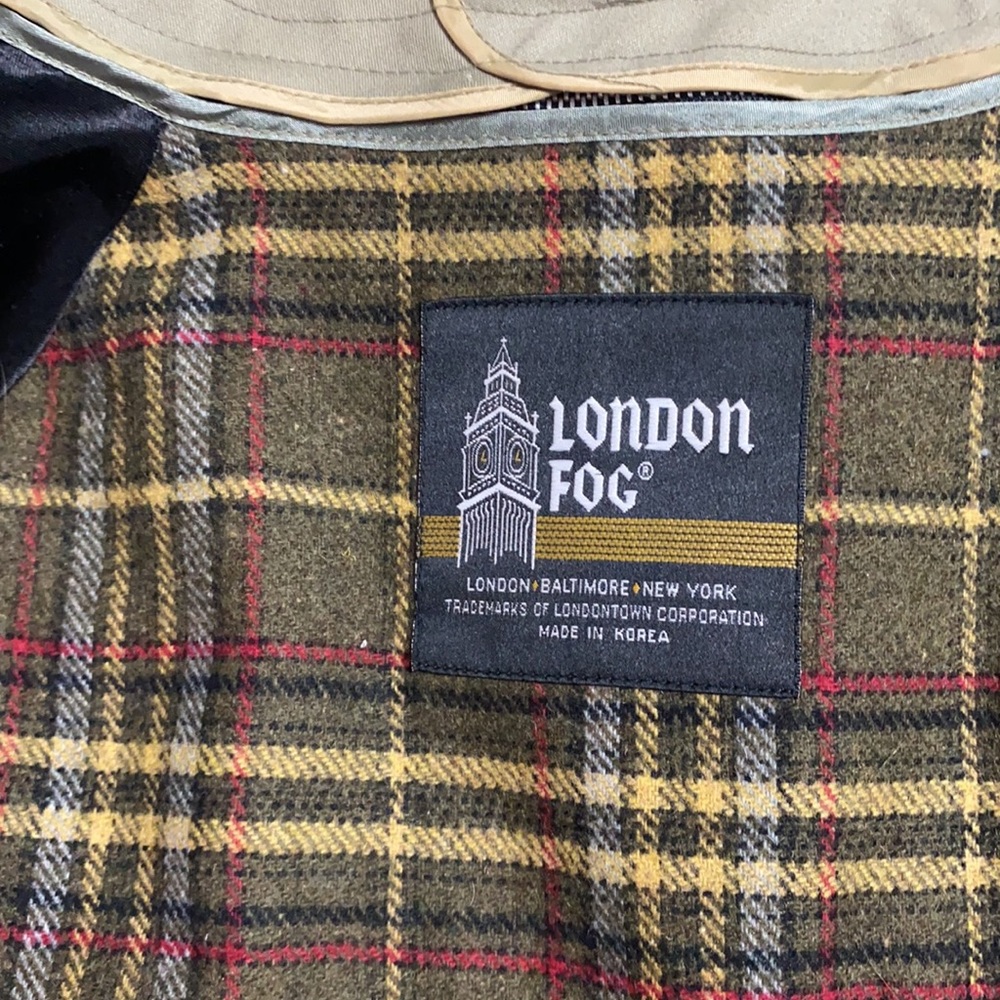 LONDON
FOG®
LONDON♦BALTIMORE♦NEW YORK
TRADEMARKS OF LONDONTOWN CORPORATION
MADE IN KOREA